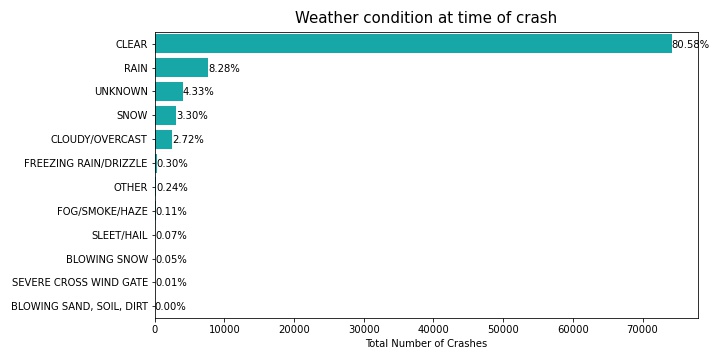 Weather condition at time of crash
CLEAR 80.58%
RAIN 8.28%
UNKNOWN 4.33%
SNOW 3.30%
CLOUDY/OVERCAST 2.72%
FREEZING RAIN/DRIZZLE 0.30%
OTHER 0.24%
FOG/SMOKE/HAZE 0.11%
SLEET/HAIL 0.07%
BLOWING SNOW 0.05%
SEVERE CROSS WIND GATE 0.01%
BLOWING SAND, SOIL, DIRT 0.00%
0 10000 20000 30000 40000 50000 60000 70000
Total Number of Crashes